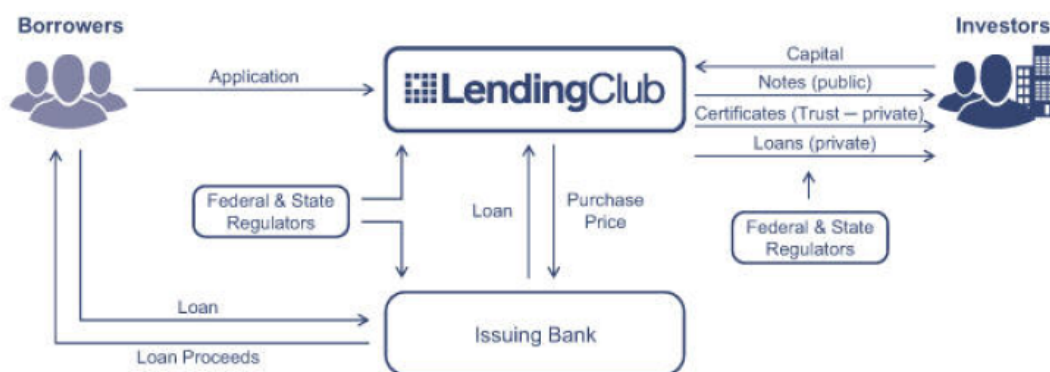 Borrowers
Investors
Application
LendingClub
Capital
Notes (public)
Certificates (Trust — private)
Loans (private)
Federal & State
Regulators
Loan
Purchase
Price
Federal & State
Regulators
Loan
Issuing Bank
Loan Proceeds